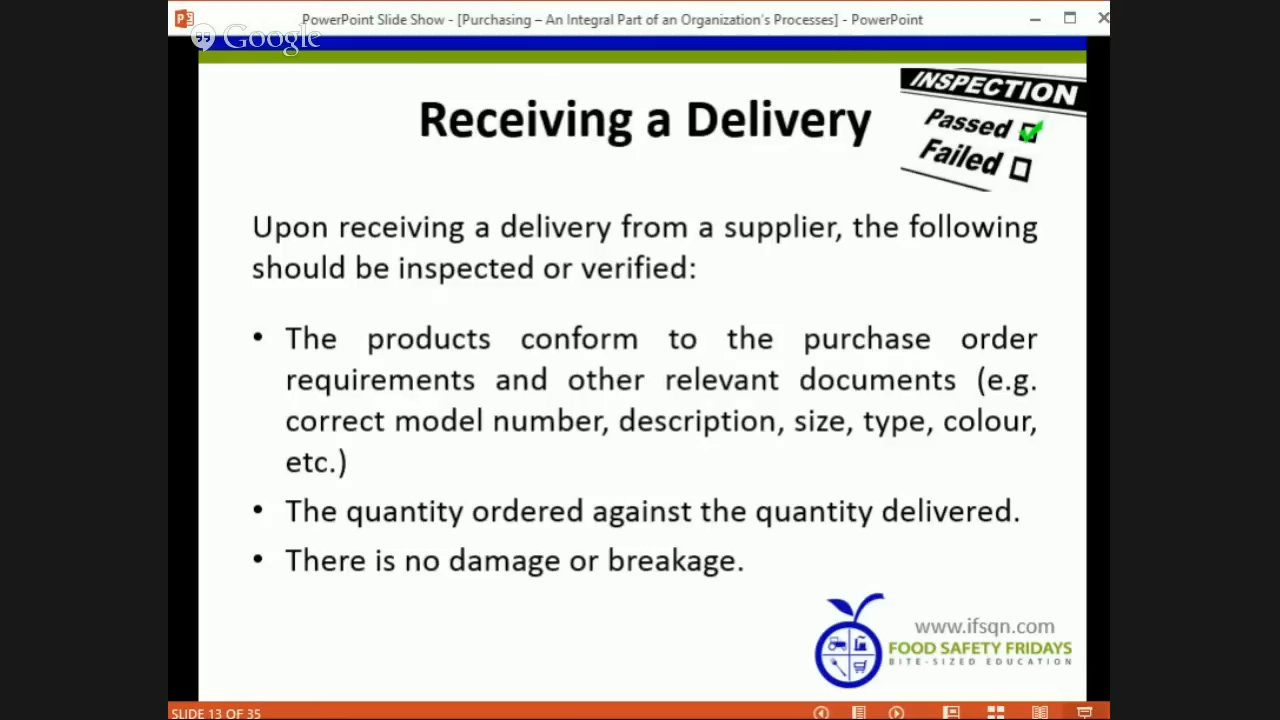 PowerPoint Slide Show - [Purchasing – An Integral Part of an Organization's Processes] - PowerPoint
Google
INSPECTION
Passed
Failed
Receiving a Delivery
Upon receiving a delivery from a supplier, the following
should be inspected or verified:
• The products conform to the purchase order
requirements and other relevant documents (e.g.
correct model number, description, size, type, colour,
etc.)
• The quantity ordered against the quantity delivered.
• There is no damage or breakage.
www.ifsqn.com
FOOD SAFETY FRIDAYS
BITE-SIZED EDUCATION
SLIDE 13 OF 35